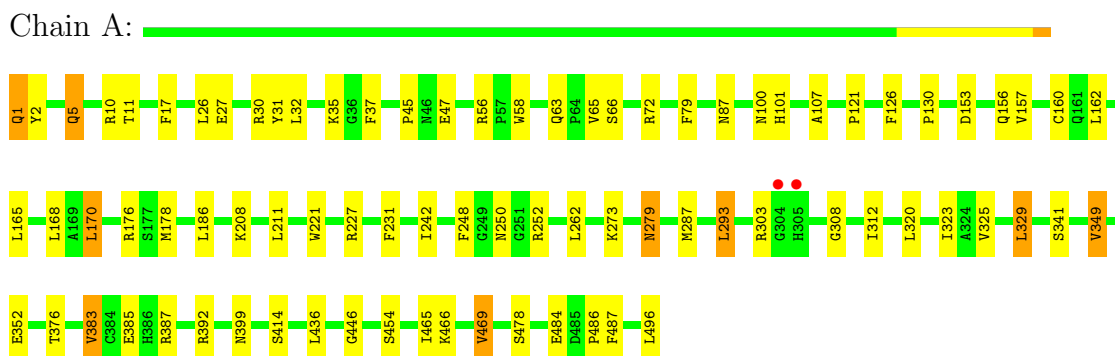 Chain A:
Q1 Y2 Q5 R10 T11 F17 L26 E27 R30 Y31 L32 K35 G36 F37 P45 N46 E47 R56 P57 W58 Q63 P64 V65 S66 R72 F79 N87 N100 H101 A107 P121 F126 P130 D153 Q156 V157 C160 Q161 L162
L165 L168 A169 L170 R176 S177 M178 L186 K208 L211 W221 R227 F231 I242 F248 G249 N250 G251 R252 L262 K273 N279 M287 L293 R303 G304 H305 G308 I312 L320 I323 A324 V325 L329 S341 V349
E352 T376 V383 C384 E385 H386 R387 R392 N399 S414 L436 G446 S454 I465 K466 V469 S478 E484 D485 P486 F487 L496